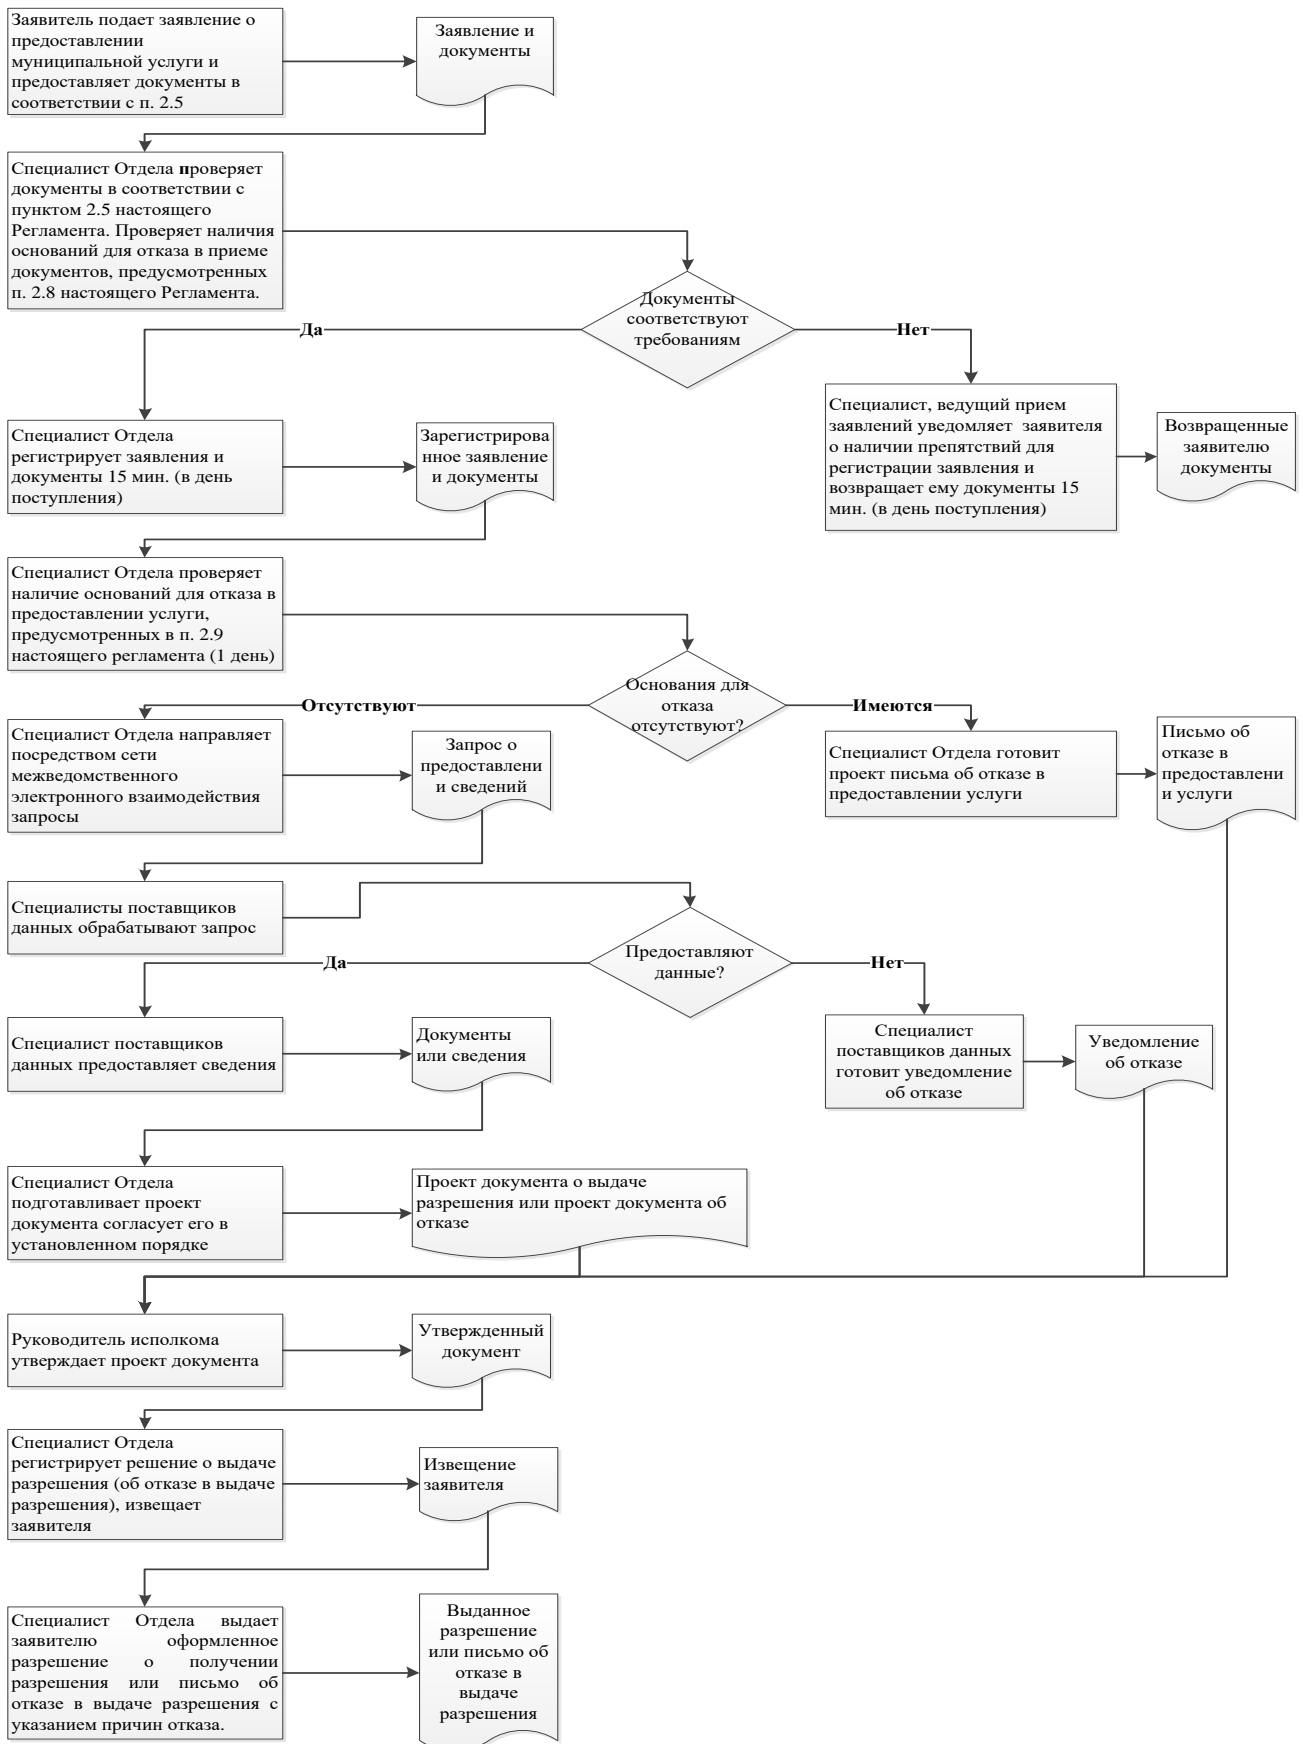 Заявитель подает заявление о
предоставлении
муниципальной услуги и
предоставляет документы в
соответствии с п. 2.5
Заявление и
документы
Специалист Отдела проверяет
документы в соответствии с
пунктом 2.5 настоящего
Регламента. Проверяет наличия
оснований для отказа в приеме
документов, предусмотренных
п. 2.8 настоящего Регламента.
Документы
соответствуют
требованиям
Да
Нет
Специалист Отдела
регистрирует заявления и
документы 15 мин. (в день
поступления)
Зарегистрирова
нное заявление
и документы
Специалист, ведущий прием
заявлений уведомляет заявителя
о наличии препятствий для
регистрации заявления и
возвращает ему документы 15
мин. (в день поступления)
Возвращенные
заявителю
документы
Специалист Отдела проверяет
наличие оснований для отказа в
предоставлении услуги,
предусмотренных в п. 2.9
настоящего регламента (1 день)
Основания для
отказа
отсутствуют?
Отсутствуют
Имеются
Специалист Отдела направляет
посредством сети
межведомственного
электронного взаимодействия
запросы
Запрос о
предоставлени
и сведений
Специалист Отдела готовит
проект письма об отказе в
предоставлении услуги
Письмо об
отказе в
предоставлени
и услуги
Специалисты поставщиков
данных обрабатывают запрос
Предоставляют
данные?
Да
Нет
Специалист поставщиков
данных предоставляет сведения
Документы
или сведения
Специалист
поставщиков данных
готовит уведомление
об отказе
Уведомление
об отказе
Специалист Отдела
подготавливает проект
документа согласует его в
установленном порядке
Проект документа о выдаче
разрешения или проект документа об
отказе
Руководитель исполкома
утверждает проект документа
Утвержденный
документ
Специалист Отдела
регистрирует решение о выдаче
разрешения (об отказе в выдаче
разрешения), извещает
заявителя
Извещение
заявителя
Специалист Отдела выдает
заявителю оформленное
разрешение о получении
разрешения или письмо об
отказе в выдаче разрешения с
указанием причин отказа.
Выданное
разрешение
или письмо об
отказе в
выдаче
разрешения